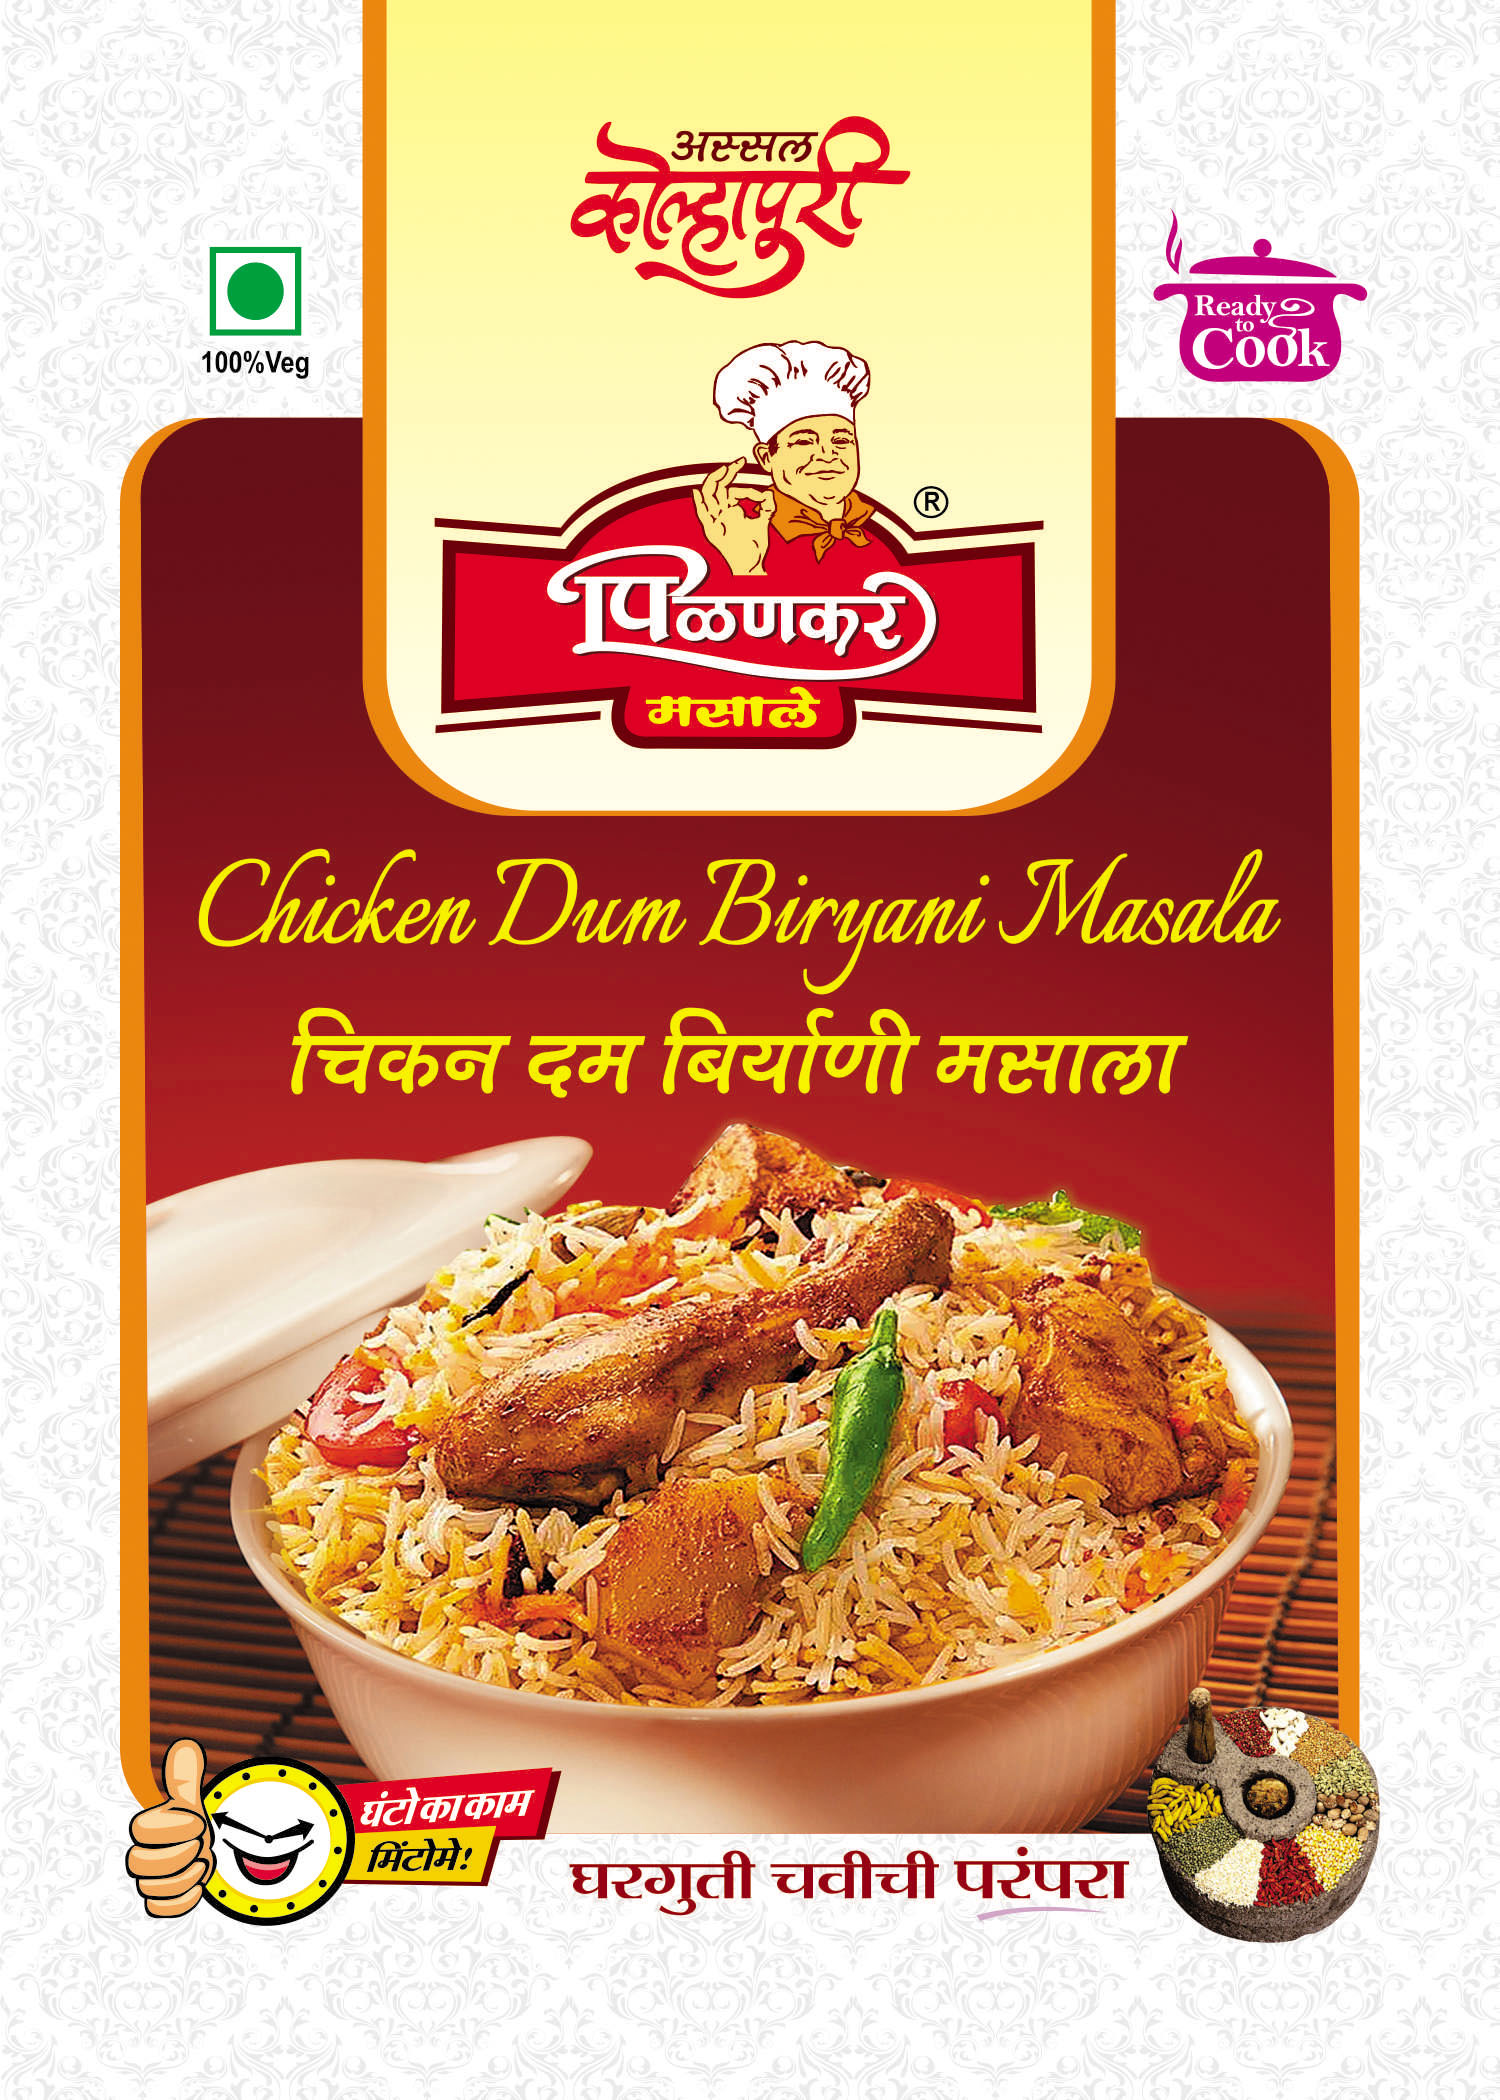 अस्सल
कोल्हापुरी
100%Veg
Ready
to
Cook
®
पिळणकर
मसाले
Chicken Dum Biryani Masala
चिकन दम बिर्याणी मसाला
घंटो का काम
मिंटोमे!
घरगुती चवीची परंपरा